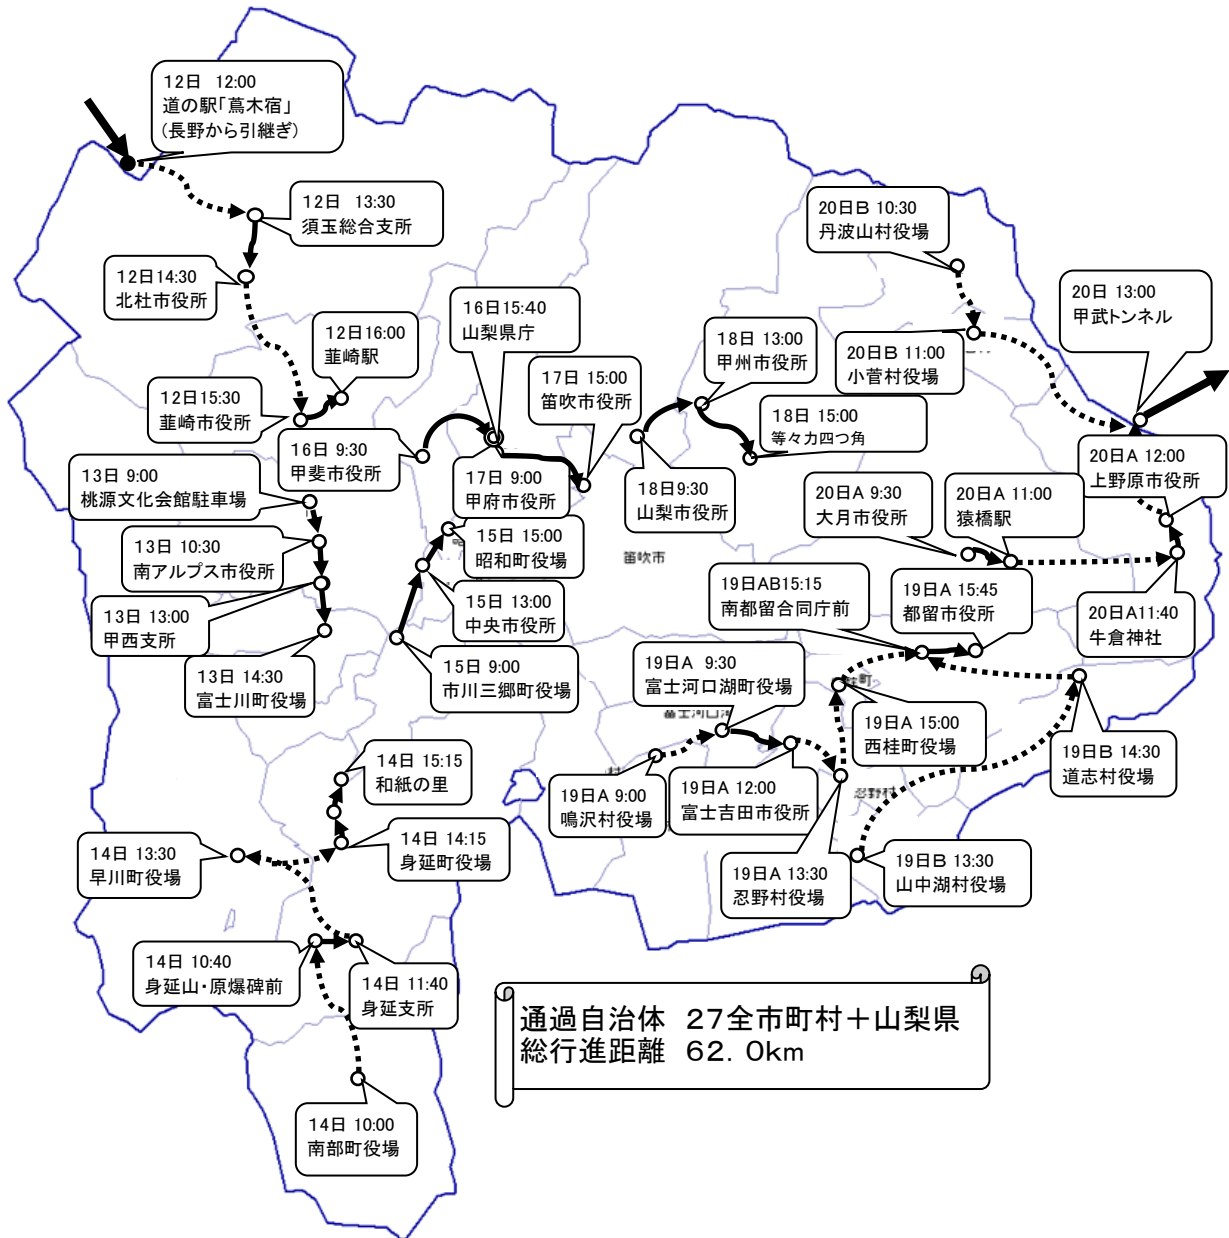 12日 12:00
道の駅「蔦木宿」
(長野から引継ぎ)
12日 13:30
須玉総合支所
12日14:30
北杜市役所
12日15:30
韮崎市役所
12日16:00
韮崎駅
13日 9:00
桃源文化会館駐車場
13日 10:30
南アルプス市役所
13日 13:00
甲西支所
13日 14:30
富士川町役場
14日 10:00
南部町役場
14日 10:40
身延山・原爆碑前
14日 11:40
身延支所
14日 13:30
早川町役場
14日 14:15
身延町役場
14日 15:15
和紙の里
15日 9:00
市川三郷町役場
15日 13:00
中央市役所
15日 15:00
昭和町役場
16日 9:30
甲斐市役所
16日15:40
山梨県庁
17日 9:00
甲府市役所
17日 15:00
笛吹市役所
18日9:30
山梨市役所
18日 13:00
甲州市役所
18日 15:00
等々力四つ角
笛吹市
19日A 9:00
鳴沢村役場
19日A 9:30
富士河口湖町役場
富士河口湖
19日A 12:00
富士吉田市役所
19日A 13:30
忍野村役場
忍野村
19日A 15:00
西桂町役場
19日B 13:30
山中湖村役場
19日B 14:30
道志村役場
19日AB15:15
南都留合同庁前
19日A 15:45
都留市役所
20日A 9:30
大月市役所
20日A 11:00
猿橋駅
20日A11:40
牛倉神社
20日A 12:00
上野原市役所
20日B 10:30
丹波山村役場
20日B 11:00
小菅村役場
20日 13:00
甲武トンネル
通過自治体 27全市町村＋山梨県
総行進距離 62．0km